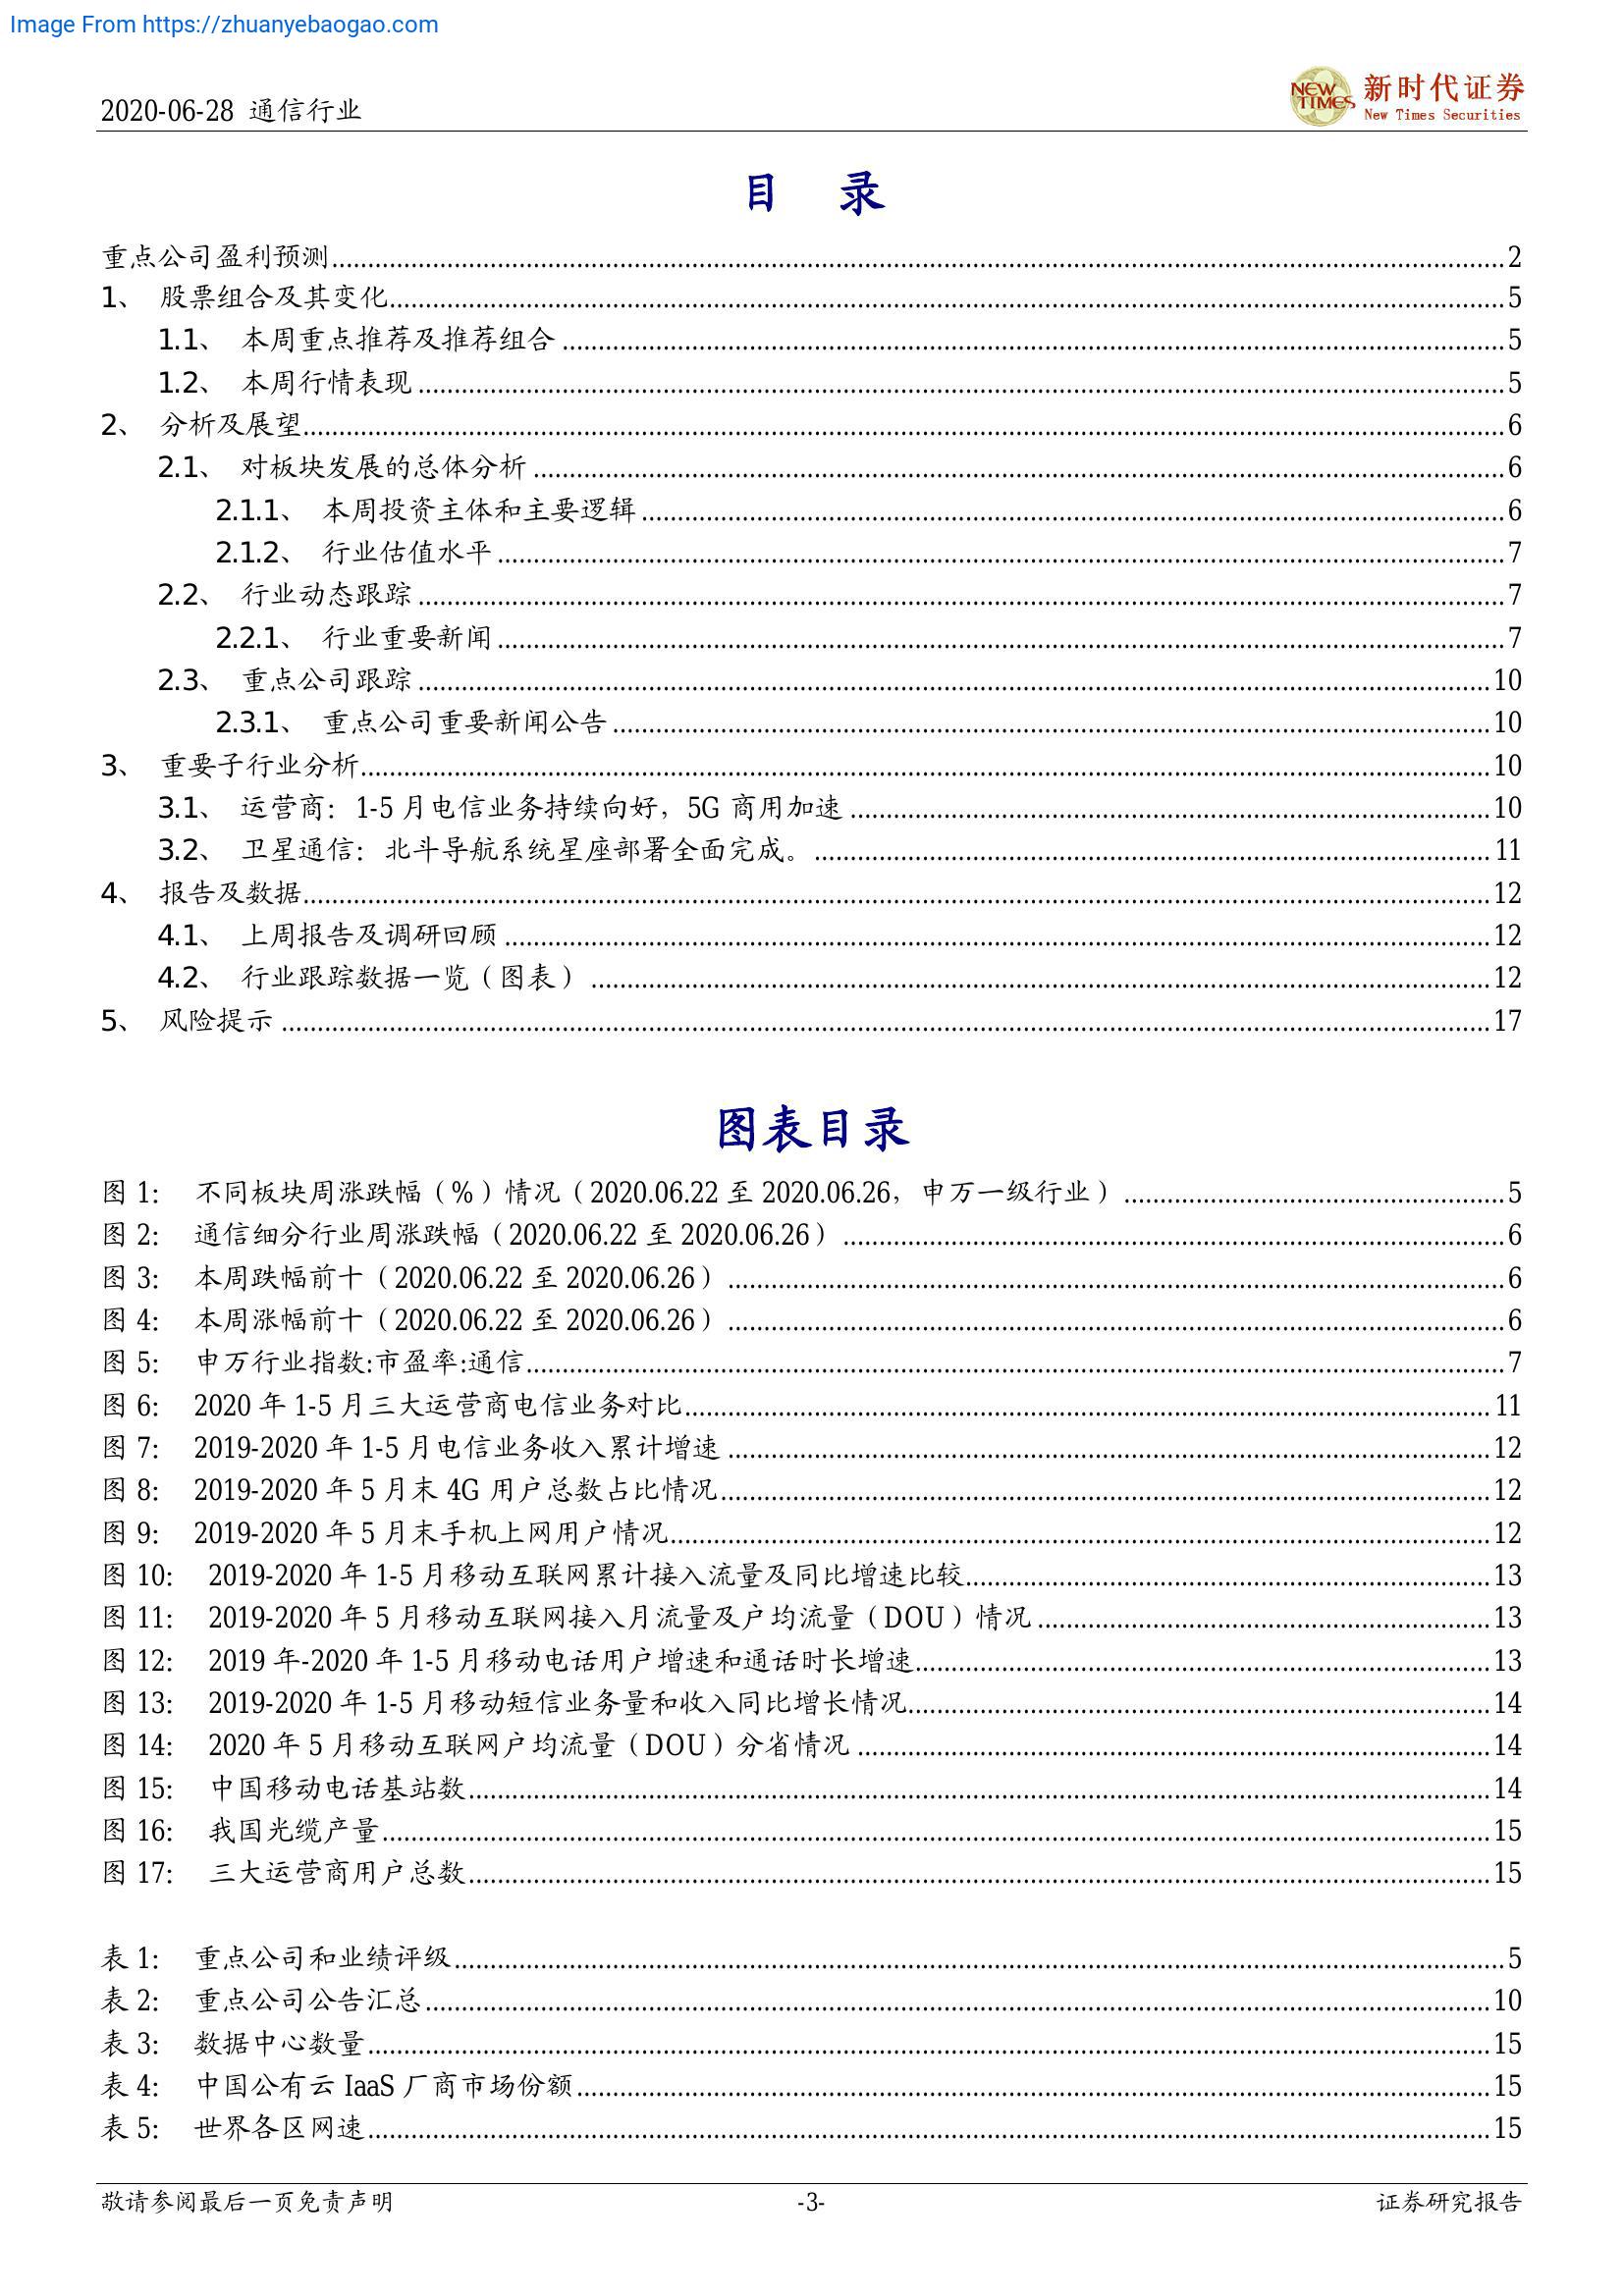 Image From https://zhuanyebaogao.com
2020-06-28 通信行业
NEW TIMES
新时代证券
New Times Securities
目 录
重点公司盈利预测 2
1、 股票组合及其变化 5
1.1、 本周重点推荐及推荐组合 5
1.2、 本周行情表现 5
2、 分析及展望 6
2.1、 对板块发展的总体分析 6
2.1.1、 本周投资主体和主要逻辑 6
2.1.2、 行业估值水平 7
2.2、 行业动态跟踪 7
2.2.1、 行业重要新闻 7
2.3、 重点公司跟踪 10
2.3.1、 重点公司重要新闻公告 10
3、 重要子行业分析 10
3.1、 运营商：1-5 月电信业务持续向好，5G 商用加速 10
3.2、 卫星通信：北斗导航系统星座部署全面完成。 11
4、 报告及数据 12
4.1、 上周报告及调研回顾 12
4.2、 行业跟踪数据一览（图表） 12
5、 风险提示 17
图表目录
图 1: 不同板块周涨跌幅（%）情况（2020.06.22 至 2020.06.26，申万一级行业） 5
图 2: 通信细分行业周涨跌幅（2020.06.22 至 2020.06.26） 6
图 3: 本周跌幅前十（2020.06.22 至 2020.06.26） 6
图 4: 本周涨幅前十（2020.06.22 至 2020.06.26） 6
图 5: 申万行业指数:市盈率:通信 7
图 6: 2020 年 1-5 月三大运营商电信业务对比 11
图 7: 2019-2020 年 1-5 月电信业务收入累计增速 12
图 8: 2019-2020 年 5 月末 4G 用户总数占比情况 12
图 9: 2019-2020 年 5 月末手机上网用户情况 12
图 10: 2019-2020 年 1-5 月移动互联网累计接入流量及同比增速比较 13
图 11: 2019-2020 年 5 月移动互联网接入月流量及户均流量（DOU）情况 13
图 12: 2019 年-2020 年 1-5 月移动电话用户增速和通话时长增速 13
图 13: 2019-2020 年 1-5 月移动短信业务量和收入同比增长情况 14
图 14: 2020 年 5 月移动互联网户均流量（DOU）分省情况 14
图 15: 中国移动电话基站数 14
图 16: 我国光缆产量 15
图 17: 三大运营商用户总数 15
表 1: 重点公司和业绩评级 5
表 2: 重点公司公告汇总 10
表 3: 数据中心数量 15
表 4: 中国公有云 IaaS 厂商市场份额 15
表 5: 世界各区网速 15
敬请参阅最后一页免责声明 -3- 证券研究报告